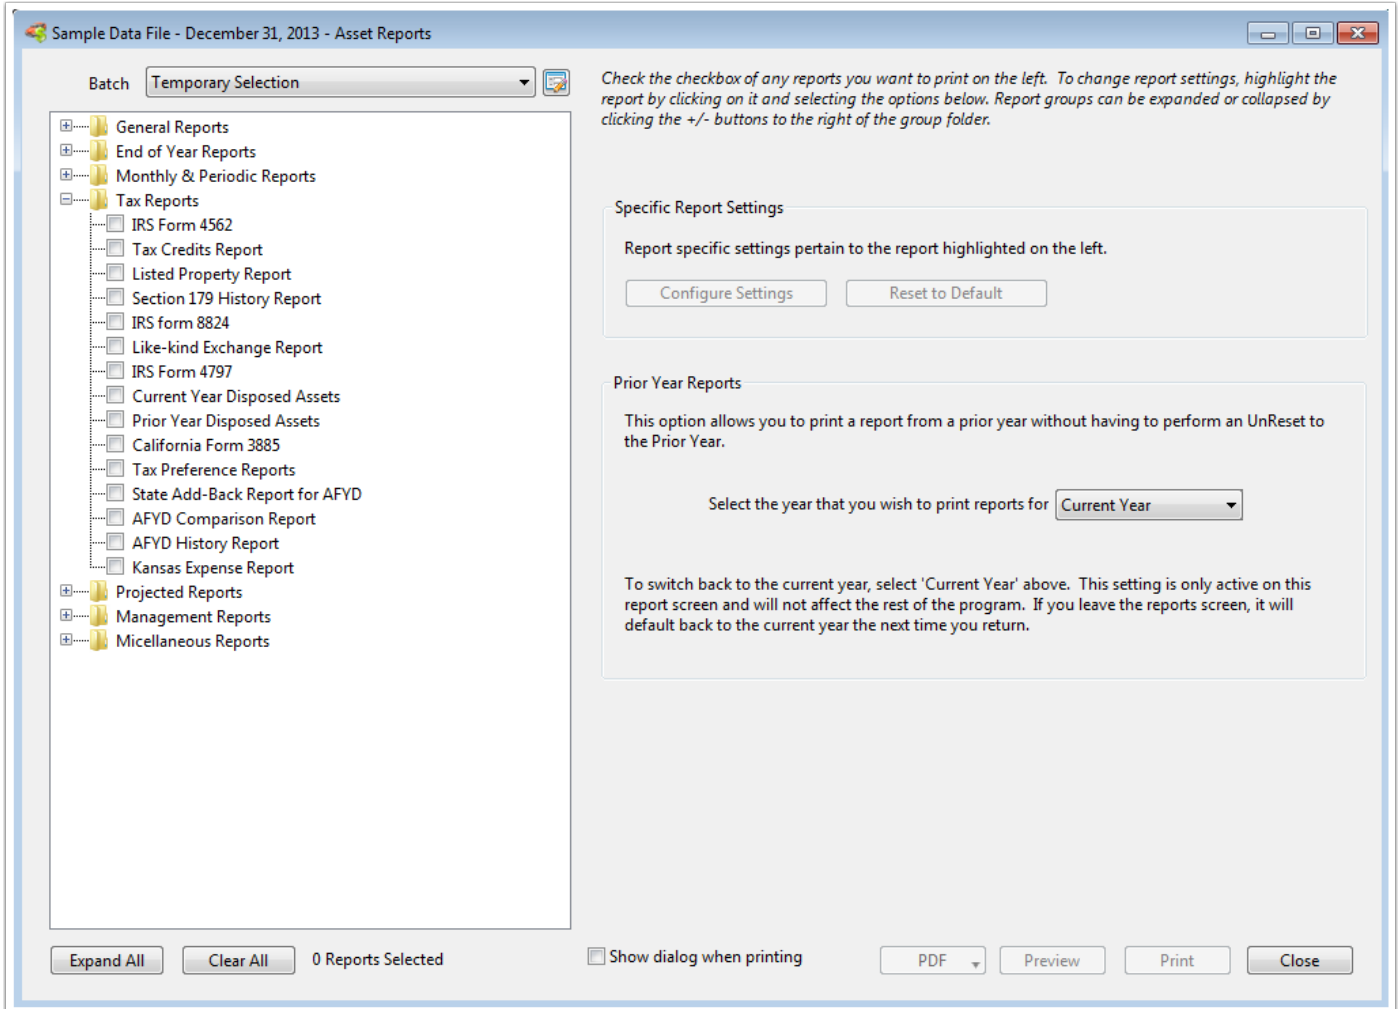 Sample Data File - December 31, 2013 - Asset Reports
Batch
Temporary Selection
General Reports
End of Year Reports
Monthly & Periodic Reports
Tax Reports
IRS Form 4562
Tax Credits Report
Listed Property Report
Section 179 History Report
IRS form 8824
Like-kind Exchange Report
IRS Form 4797
Current Year Disposed Assets
Prior Year Disposed Assets
California Form 3885
Tax Preference Reports
State Add-Back Report for AFYD
AFYD Comparison Report
AFYD History Report
Kansas Expense Report
Projected Reports
Management Reports
Micellaneous Reports
Expand All
Clear All
0 Reports Selected
Check the checkbox of any reports you want to print on the left. To change report settings, highlight the
report by clicking on it and selecting the options below. Report groups can be expanded or collapsed by
clicking the +/- buttons to the right of the group folder.
Specific Report Settings
Report specific settings pertain to the report highlighted on the left.
Configure Settings
Reset to Default
Prior Year Reports
This option allows you to print a report from a prior year without having to perform an UnReset to
the Prior Year.
Select the year that you wish to print reports for
Current Year
To switch back to the current year, select 'Current Year' above. This setting is only active on this
report screen and will not affect the rest of the program. If you leave the reports screen, it will
default back to the current year the next time you return.
Show dialog when printing
PDF
Preview
Print
Close